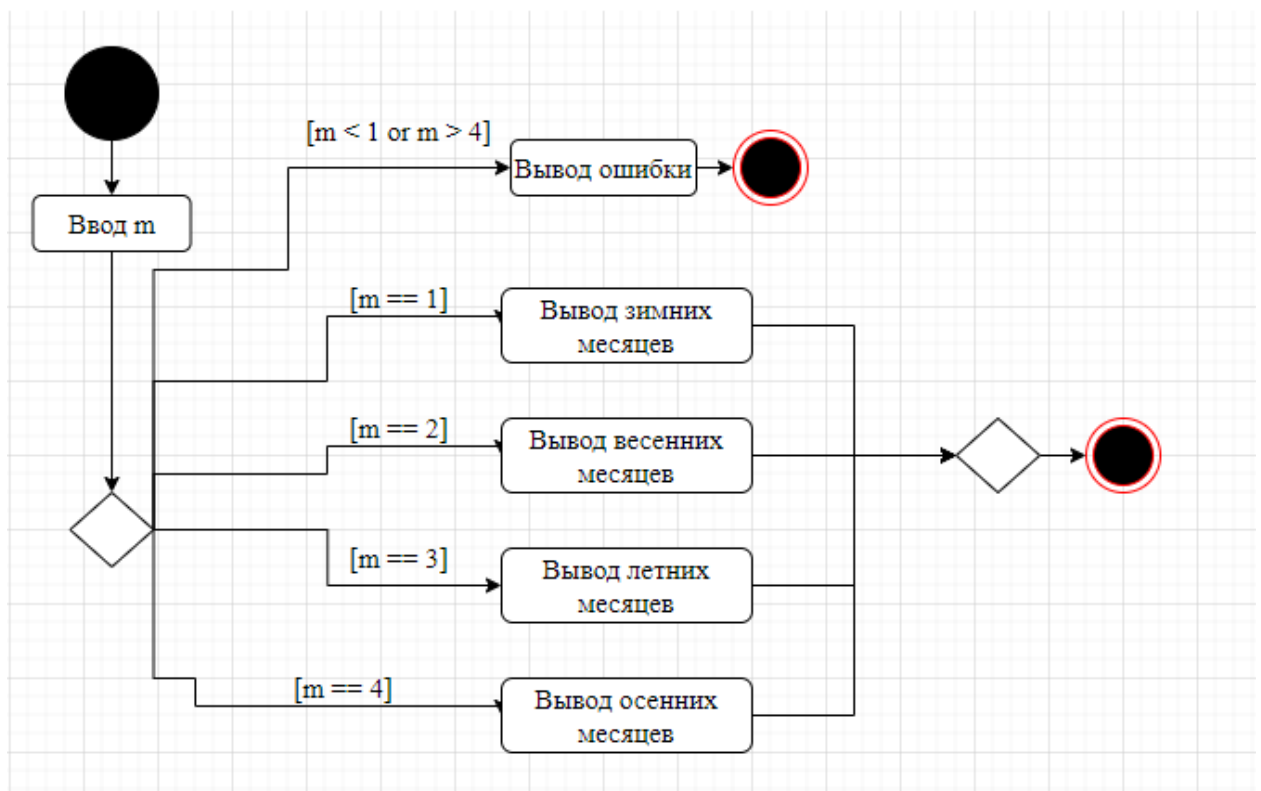 [m < 1 or m > 4]
Вывод ошибки
Ввод m
[m == 1]
Вывод зимних
месяцев
[m == 2]
Вывод весенних
месяцев
[m == 3]
Вывод летних
месяцев
[m == 4]
Вывод осенних
месяцев